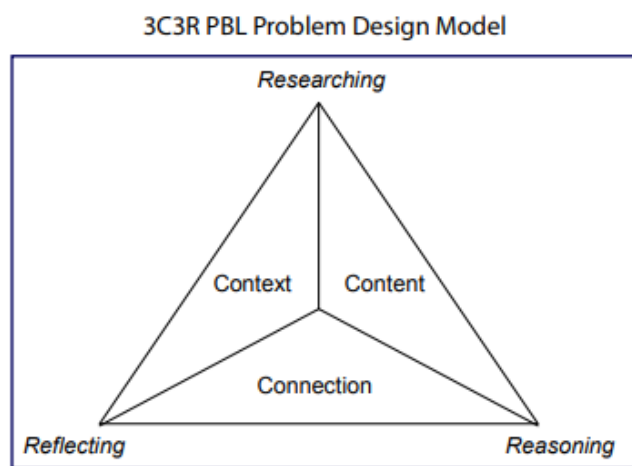 3C3R PBL Problem Design Model
Researching
Context Content
Connection
Reflecting Reasoning